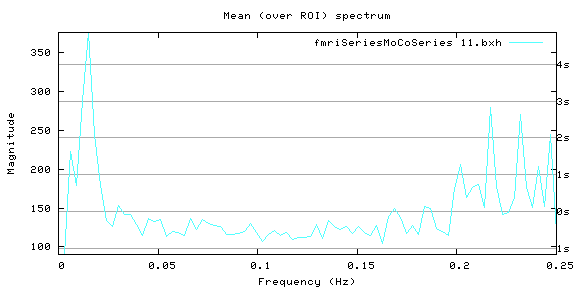 Mean (over ROI) spectrum
fmriSeriesMoCoSeries 11.bxh
350
300
250
200
150
100
4s
3s
2s
1s
0s
1s
0
0.05
0.1
0.15
0.2
0.25
Magnitude
Frequency (Hz)